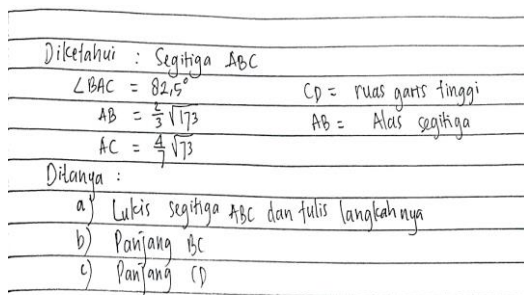 Diketahui : Segitiga ABC
∠BAC = 82,5°
CD = ruas garis tinggi
AB = 2/3 √173
AB = Alas segitiga
AC = 4/7 √73
Ditanya :
a) Lukis segitiga ABC dan tulis langkahnya
b) Panjang BC
c) Panjang CD